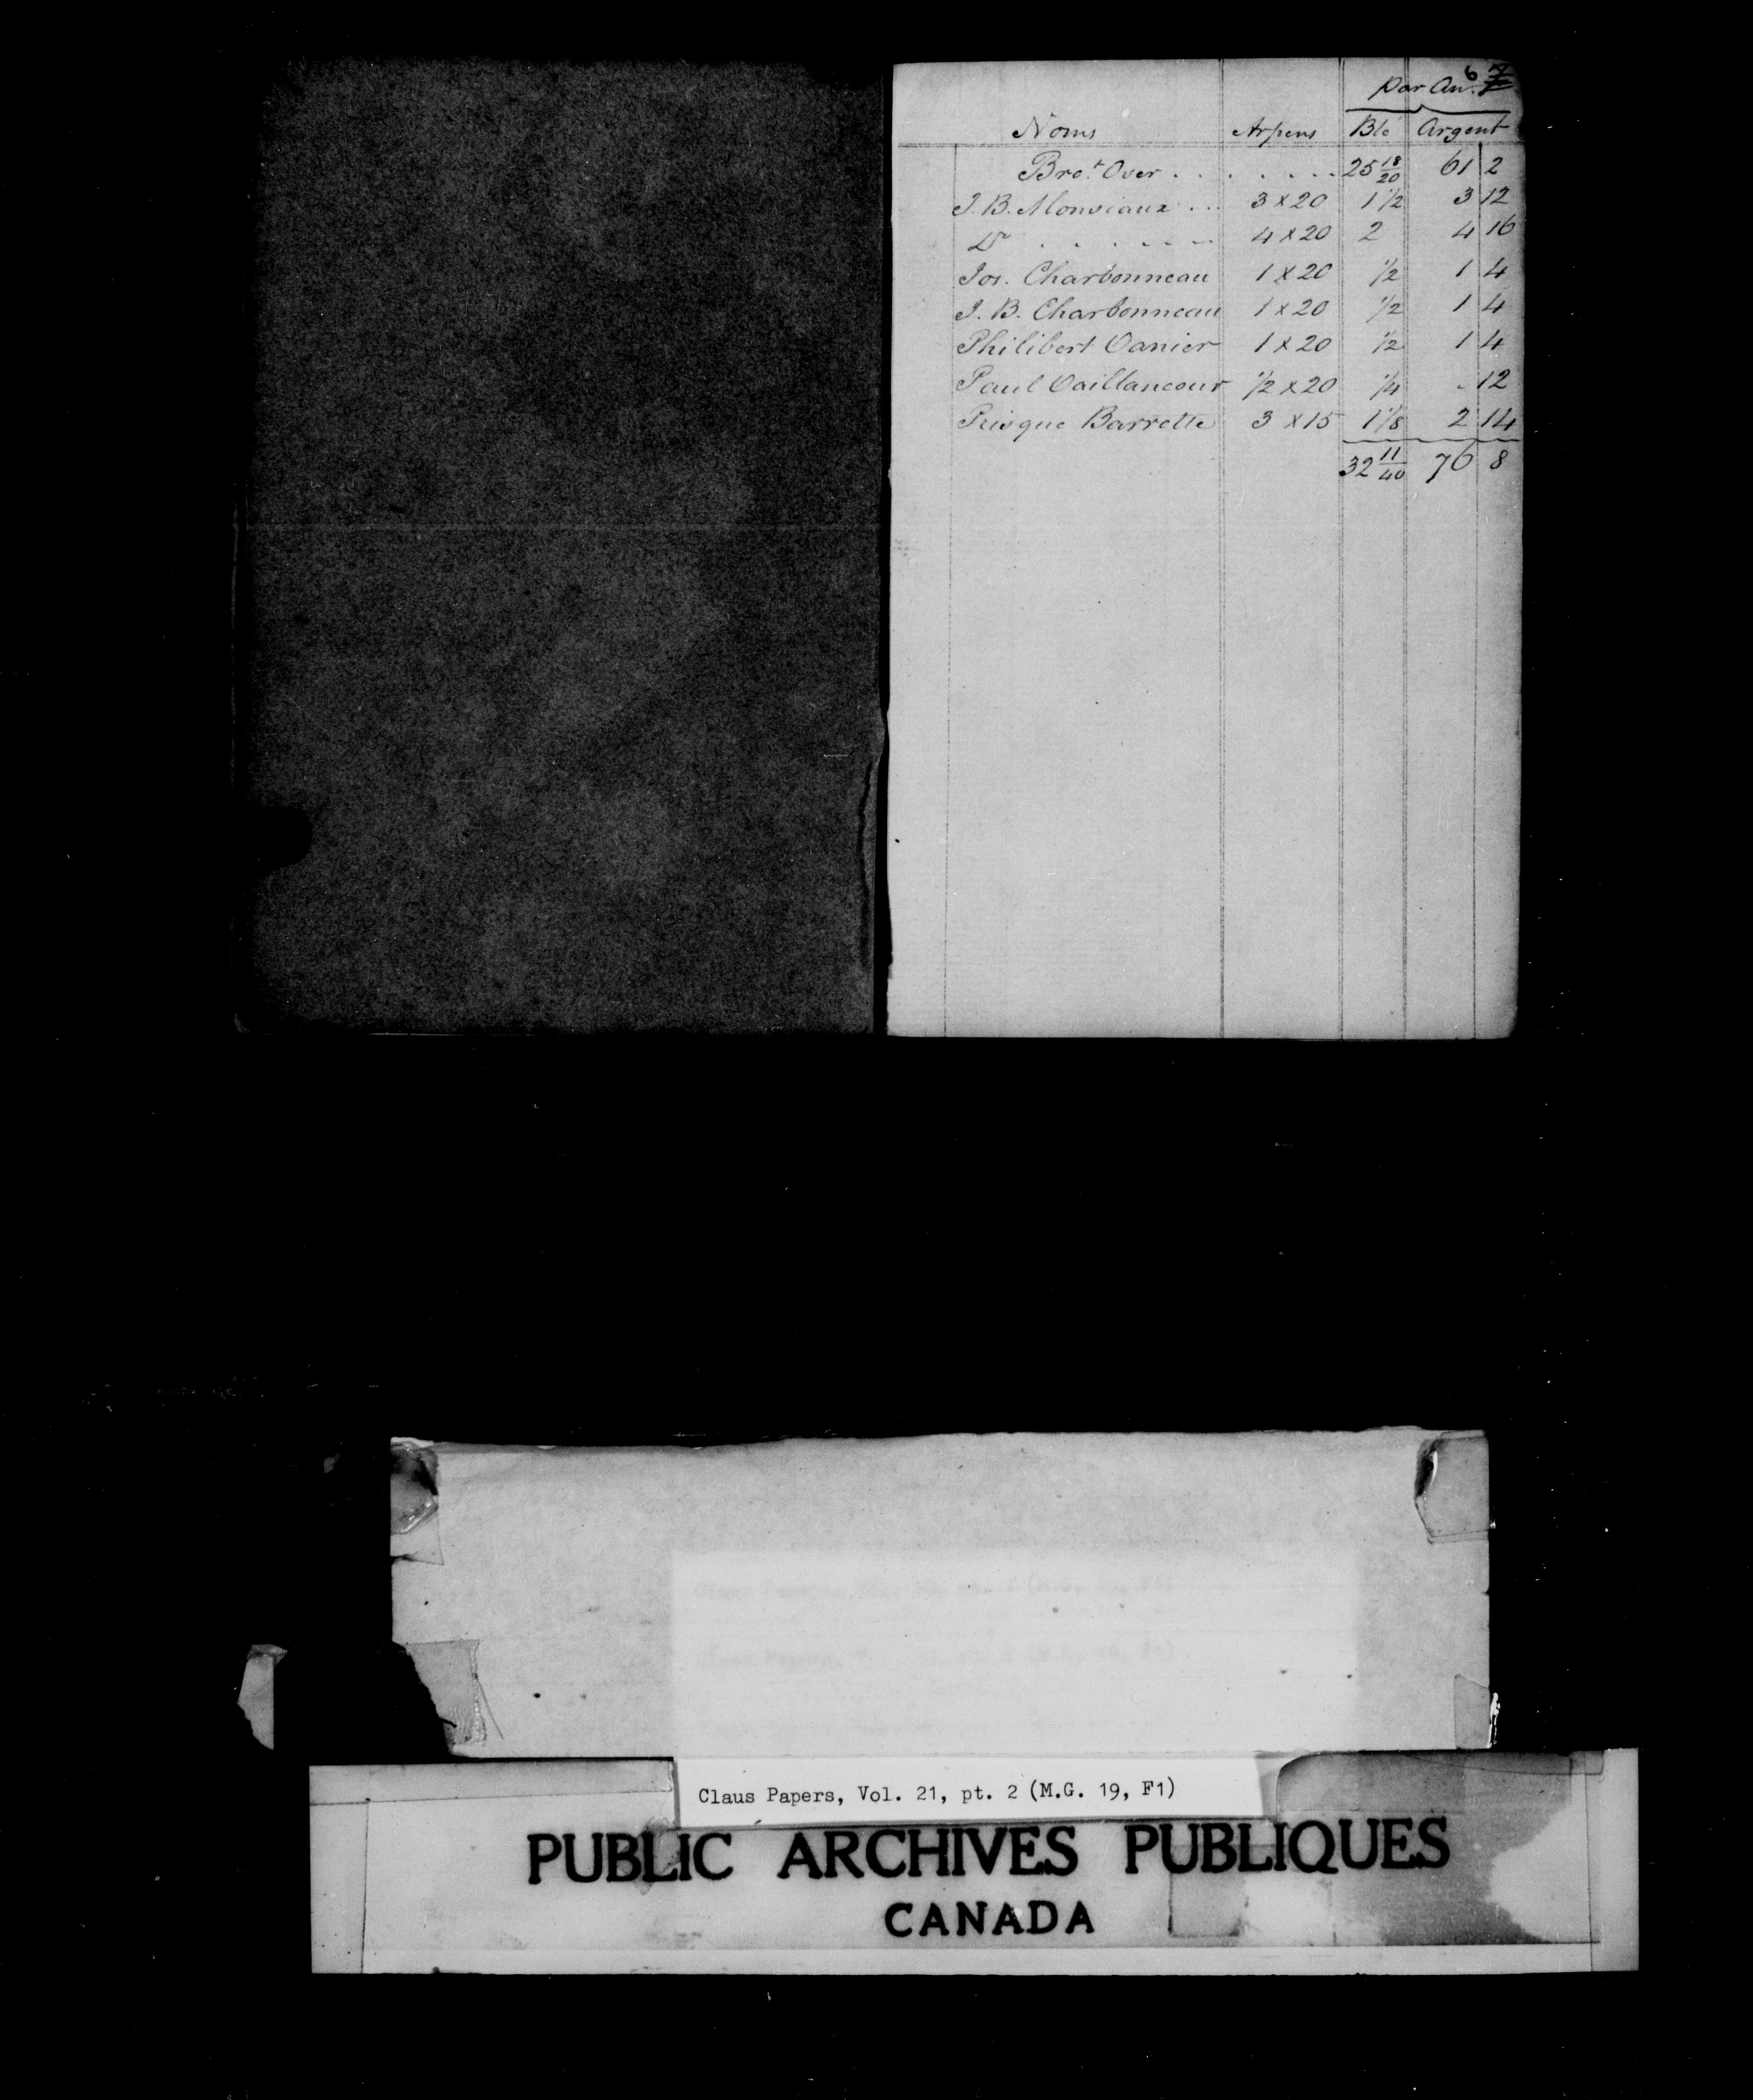 6 7
Par An.
Noms Arpens Blé Argent
Bro.t Over . . . . . . . 25 18/20 61 2
J. B. Monciaux ... 3 x 20 1 1/2 3 12
Do . . . . . . . 4 x 20 2 4 16
Jos. Charbonneau 1 x 20 1/2 1 4
J. B. Charbonneau 1 x 20 1/2 1 4
Philibert Vanier 1 x 20 1/2 1 4
Paul Vaillancour 1/2 x 20 1/4 - 12
Prisque Barrette 3 x 15 1 1/8 2 14
32 11/40 76 8
Claus Papers, Vol. 21, pt. 2 (M.G. 19, F1)
PUBLIC ARCHIVES PUBLIQUES
CANADA